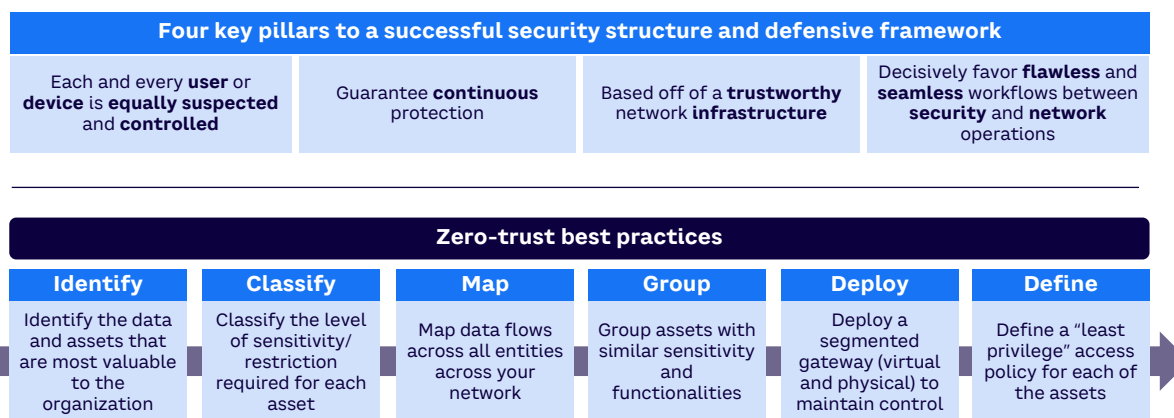 Four key pillars to a successful security structure and defensive framework
Each and every user or
device is equally suspected
and controlled
Guarantee continuous
protection
Based off of a trustworthy
network infrastructure
Decisively favor flawless and
seamless workflows between
security and network
operations
Zero-trust best practices
Identify
Identify the data
and assets that
are most valuable
to the
organization
Classify
Classify the level
of sensitivity/
restriction
required for each
asset
Map
Map data flows
across all entities
across your
network
Group
Group assets with
similar sensitivity
and
functionalities
Deploy
Deploy a
segmented
gateway (virtual
and physical) to
maintain control
Define
Define a “least
privilege” access
policy for each of
the assets